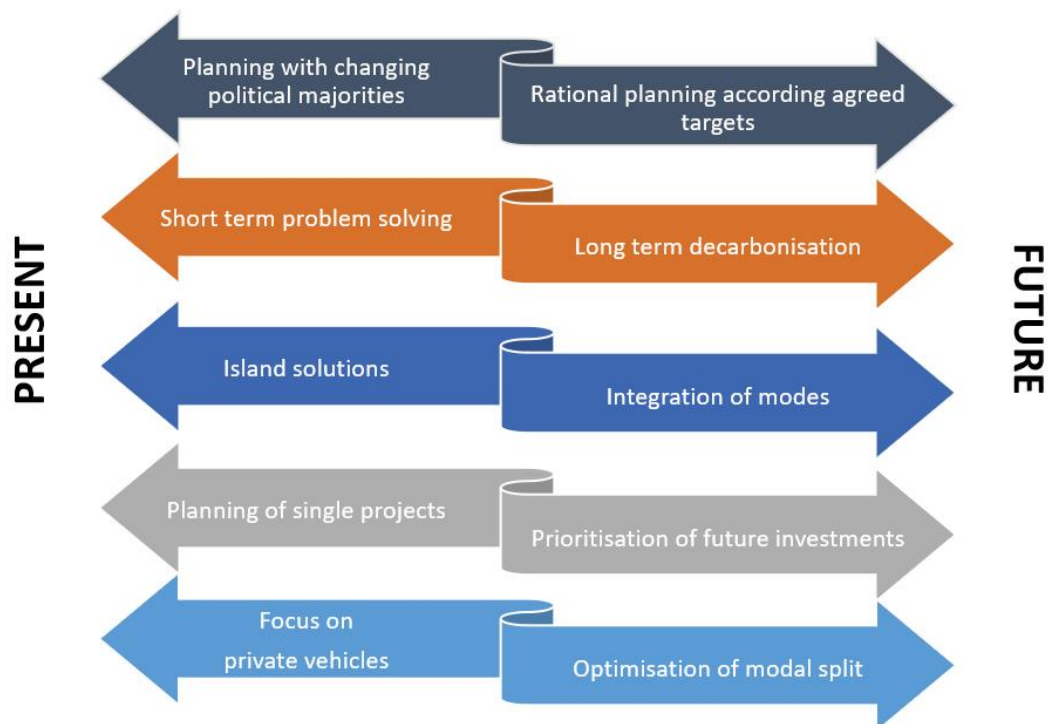 PRESENT
FUTURE
Planning with changing
political majorities
Rational planning according agreed
targets
Short term problem solving
Long term decarbonisation
Island solutions
Integration of modes
Planning of single projects
Prioritisation of future investments
Focus on
private vehicles
Optimisation of modal split